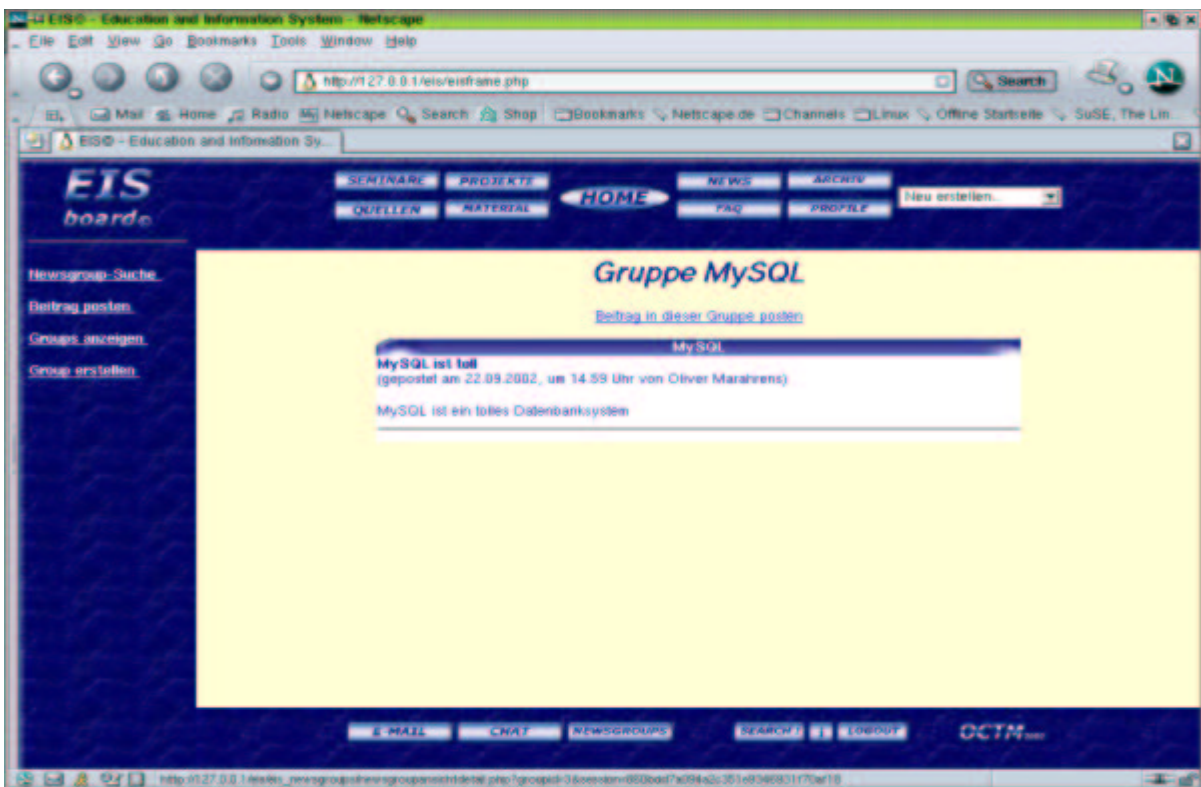 EIS© - Education and Information System - Netscape
File Edit View Go Bookmarks Tools Window Help
http://127.0.0.1/eis/eisframe.php
Search
Mail Home Radio Netscape Search Shop Bookmarks Netscape.de Channels Linux Offline Startseite SuSE, The Lin...
EIS© - Education and Information Sy...
EIS
board©
SEMINARE PROJEKTE HOME NEWS ARCHIV
QUELLEN MATERIAL FAQ PROFILE
Neu erstellen...
Newsgroup-Suche
Beitrag posten
Groups anzeigen
Group erstellen
Gruppe MySQL
Beitrag in dieser Gruppe posten
MySQL
MySQL ist toll
(gepostet am 22.09.2002, um 14:59 Uhr von Oliver Marahrens)
MySQL ist ein tolles Datenbanksystem
E-MAIL CHAT NEWSGROUPS SEARCH ! i LOGOUT OCTM